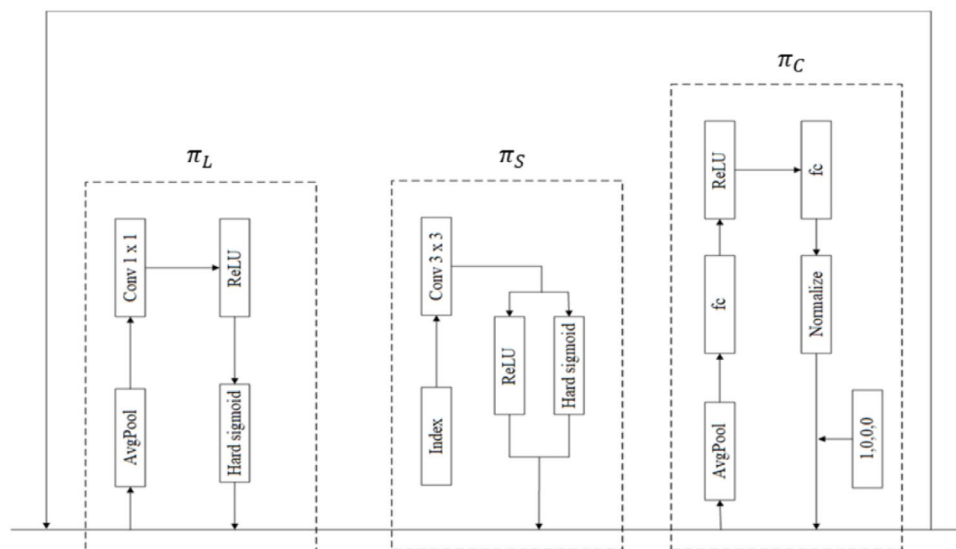 π_L
Conv 1 x 1
ReLU
AvgPool
Hard sigmoid
π_S
Conv 3 x 3
ReLU
Hard sigmoid
Index
π_C
ReLU
fc
fc
Normalize
AvgPool
1,0,0,0